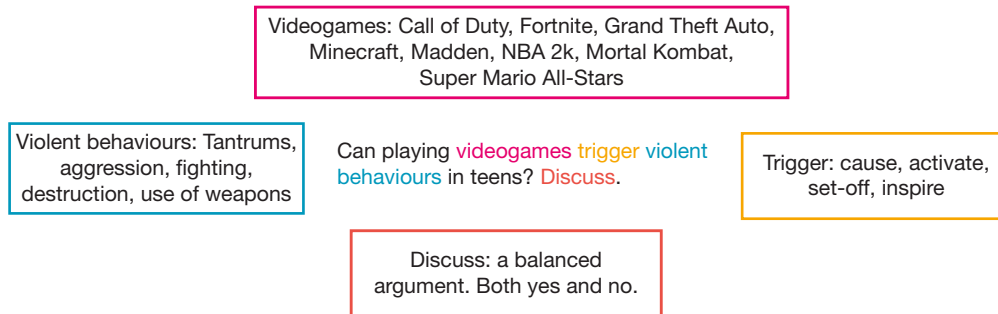 Videogames: Call of Duty, Fortnite, Grand Theft Auto,
Minecraft, Madden, NBA 2k, Mortal Kombat,
Super Mario All-Stars
Violent behaviours: Tantrums,
aggression, fighting,
destruction, use of weapons
Can playing videogames trigger violent
behaviours in teens? Discuss.
Trigger: cause, activate,
set-off, inspire
Discuss: a balanced
argument. Both yes and no.